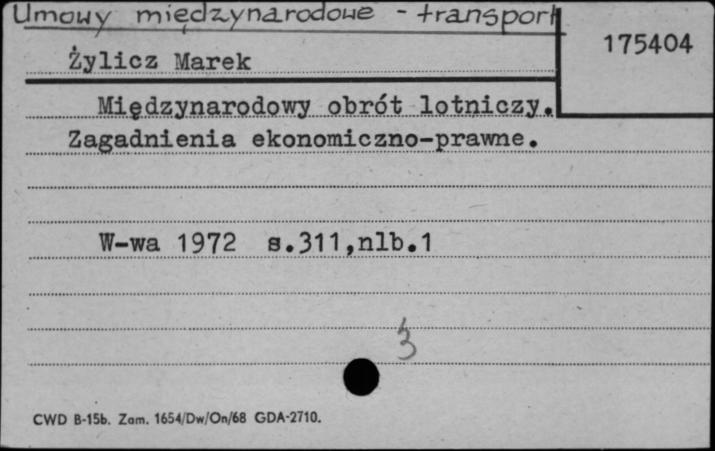 Umowy międzynarodowe - transport
175404
Żylicz Marek
Międzynarodowy obrót lotniczy.
Zagadnienia ekonomiczno-prawne.
W-wa 1972 s.311,nlb.1
3
CWD B-15b. Zam. 1654/Dw/On/68 GDA-2710.